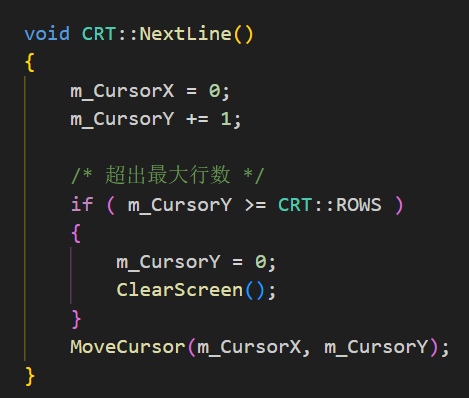 void CRT::NextLine()
{
    m_CursorX = 0;
    m_CursorY += 1;

    /* 超出最大行数 */
    if ( m_CursorY >= CRT::ROWS )
    {
        m_CursorY = 0;
        ClearScreen();
    }
    MoveCursor(m_CursorX, m_CursorY);
}